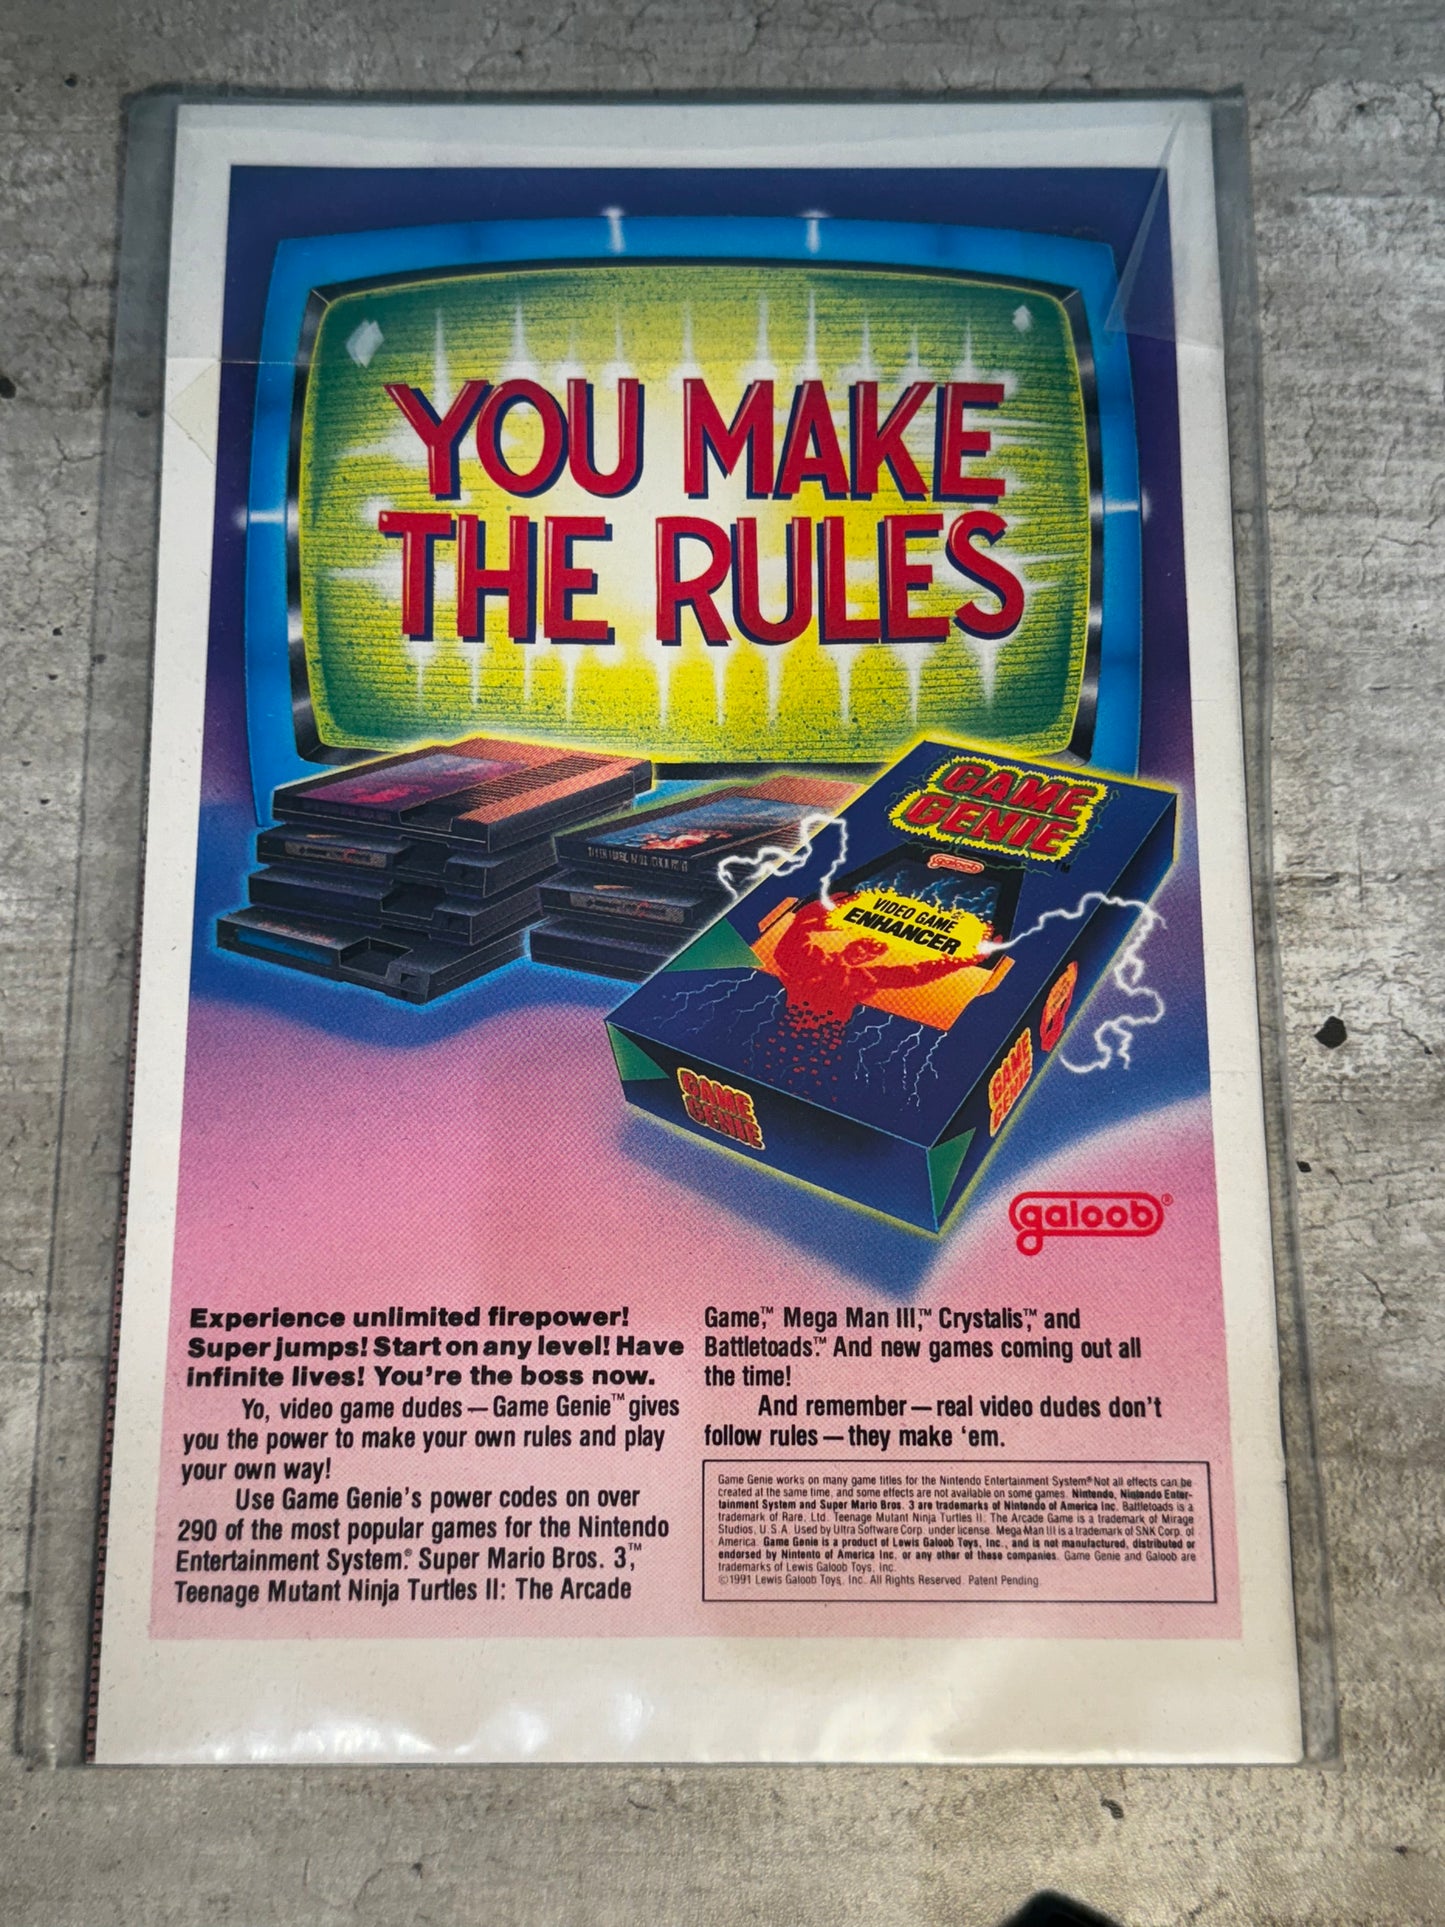 YOU MAKE
THE RULES
GAME
GENIE
™
galoob
VIDEO GAME
ENHANCER
GAME
GENIE
GAME
GENIE
galoob®
Experience unlimited firepower!
Super jumps! Start on any level! Have
infinite lives! You're the boss now.
Yo, video game dudes — Game Genie™ gives
you the power to make your own rules and play
your own way!
Use Game Genie's power codes on over
290 of the most popular games for the Nintendo
Entertainment System.® Super Mario Bros. 3,™
Teenage Mutant Ninja Turtles II: The Arcade
Game,™ Mega Man III,™ Crystalis,™ and
Battletoads.™ And new games coming out all
the time!
And remember — real video dudes don't
follow rules — they make 'em.
Game Genie works on many game titles for the Nintendo Entertainment System® Not all effects can be
created at the same time, and some effects are not available on some games. Nintendo, Nintendo Enter-
tainment System and Super Mario Bros. 3 are trademarks of Nintendo of America Inc. Battletoads is a
trademark of Rare, Ltd. Teenage Mutant Ninja Turtles II: The Arcade Game is a trademark of Mirage
Studios, U.S.A. Used by Ultra Software Corp. under license. Mega Man III is a trademark of SNK Corp. of
America. Game Genie is a product of Lewis Galoob Toys, Inc., and is not manufactured, distributed or
endorsed by Nintento of America Inc. or any other of these companies. Game Genie and Galoob are
trademarks of Lewis Galoob Toys, Inc.
©1991 Lewis Galoob Toys, Inc. All Rights Reserved. Patent Pending.